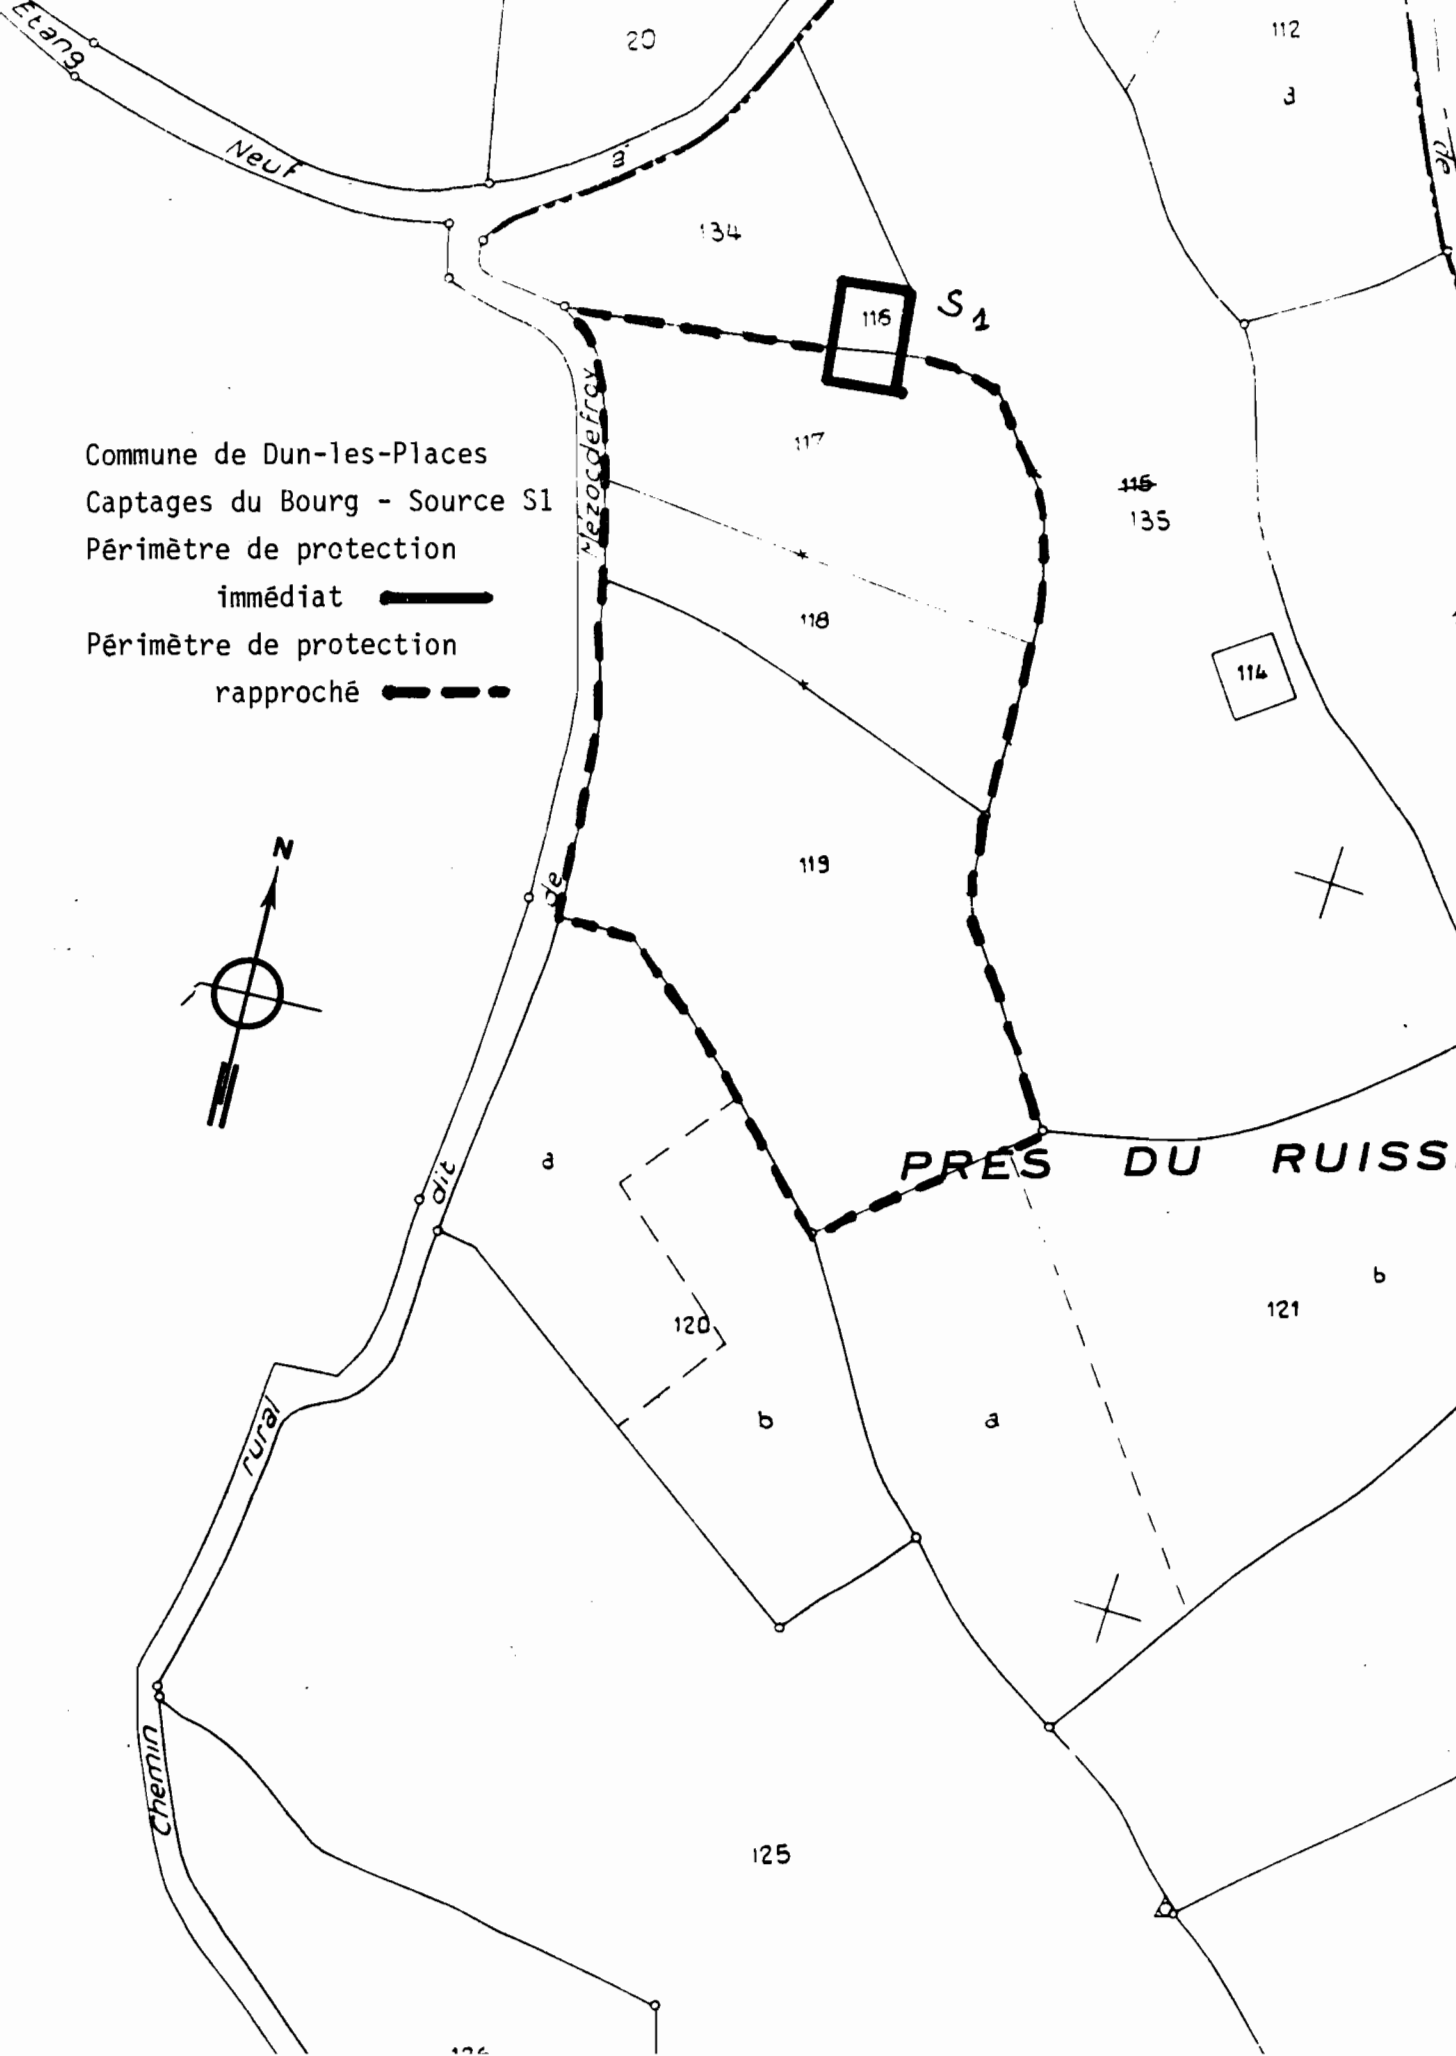 Etang
Neuf
20
a
112
a
de
134
116
S1
Mézocdefroy
117
Commune de Dun-les-Places
Captages du Bourg - Source S1
Périmètre de protection
immédiat
Périmètre de protection
rapproché
115
135
118
114
119
N
de
dit
a
PRES DU RUISS
b
120
121
b
a
rural
Chemin
125